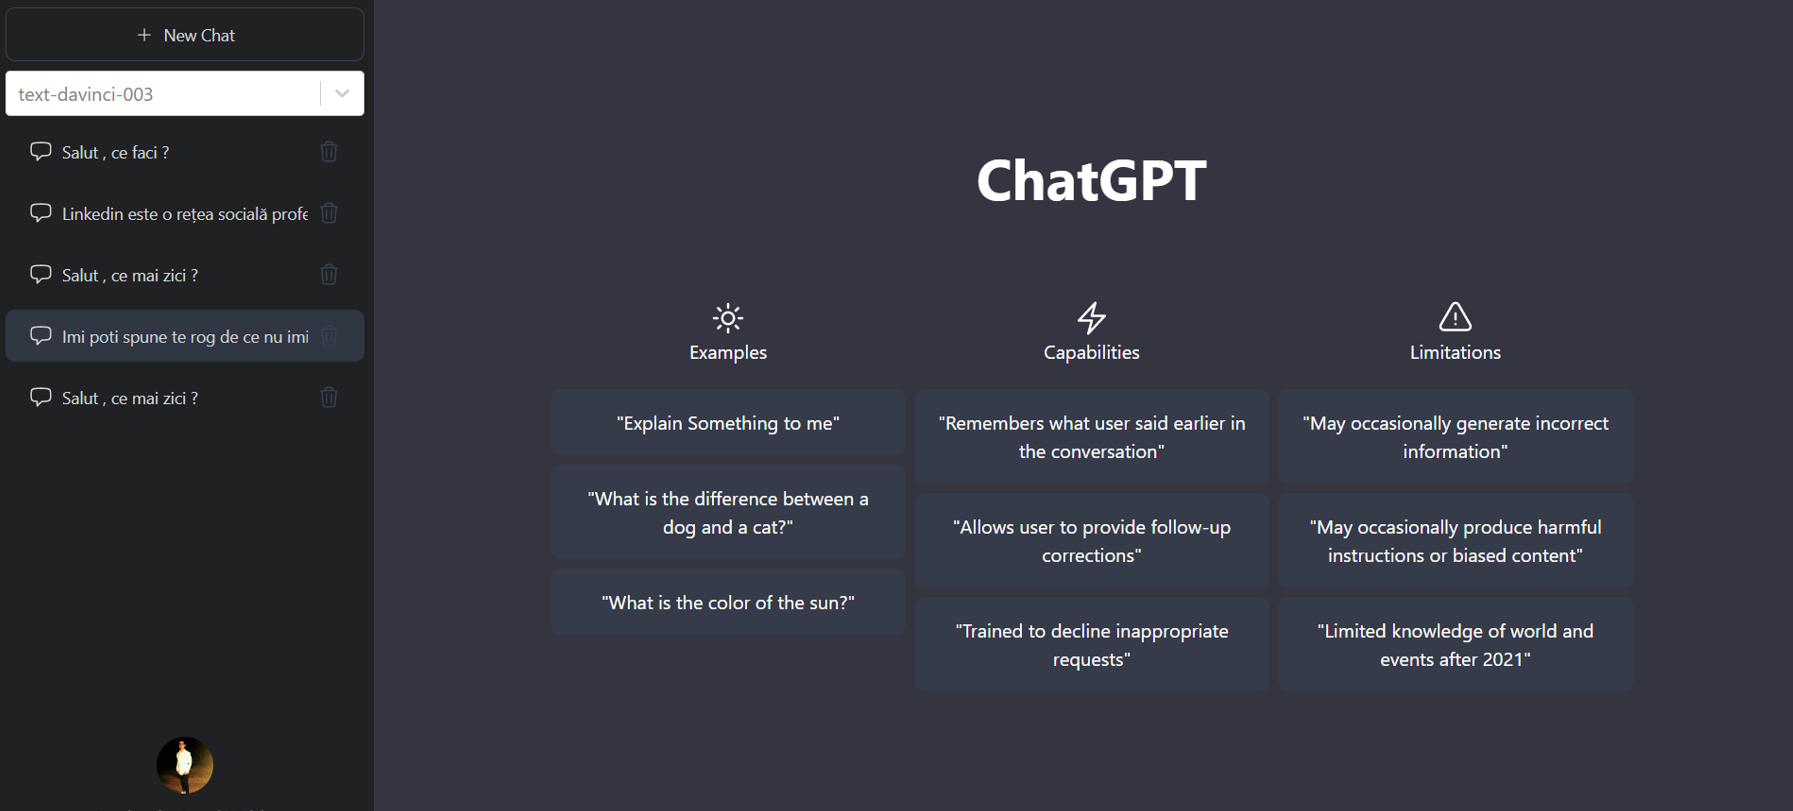 New Chat
text-davinci-003
Salut , ce faci ?
Linkedin este o rețea socială profe
Salut , ce mai zici ?
Imi poti spune te rog de ce nu imi
Salut , ce mai zici ?
ChatGPT
Examples
"Explain Something to me"
"What is the difference between a
dog and a cat?"
"What is the color of the sun?"
Capabilities
"Remembers what user said earlier in
the conversation"
"Allows user to provide follow-up
corrections"
"Trained to decline inappropriate
requests"
Limitations
"May occasionally generate incorrect
information"
"May occasionally produce harmful
instructions or biased content"
"Limited knowledge of world and
events after 2021"